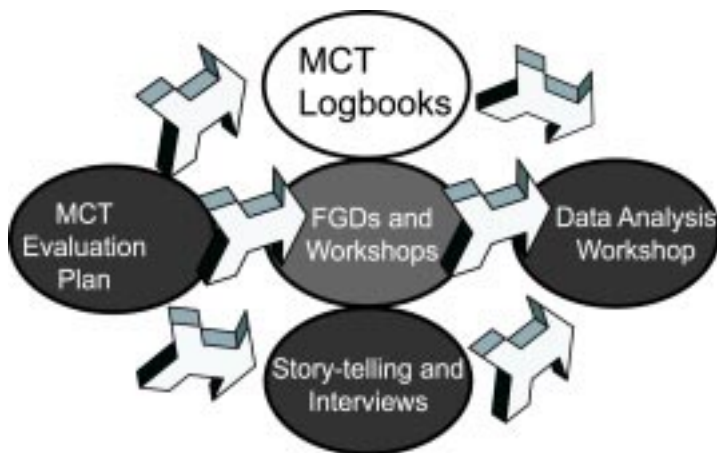 MCT
Logbooks
MCT
Evaluation
Plan
FGDs and
Workshops
Data Analysis
Workshop
Story-telling and
Interviews